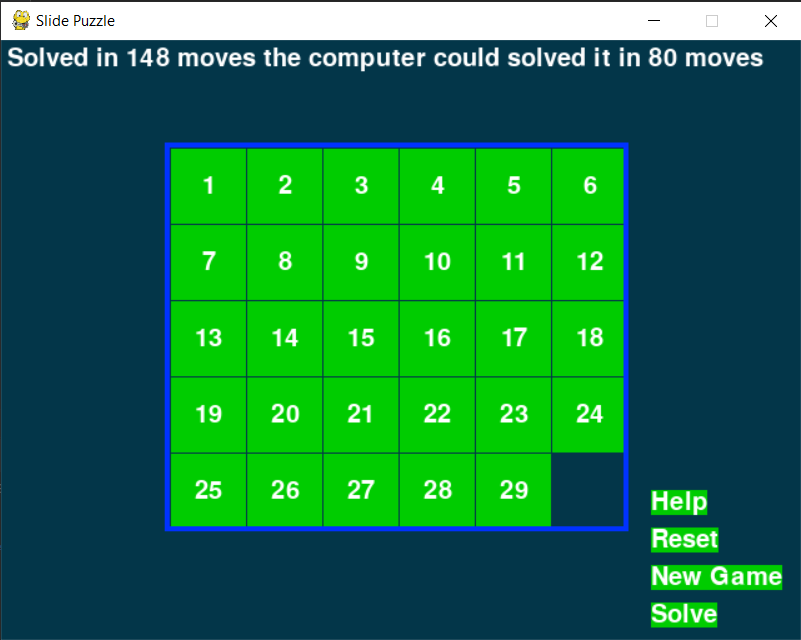 Slide Puzzle
Solved in 148 moves the computer could solved it in 80 moves
1 2 3 4 5 6
7 8 9 10 11 12
13 14 15 16 17 18
19 20 21 22 23 24
25 26 27 28 29
Help
Reset
New Game
Solve